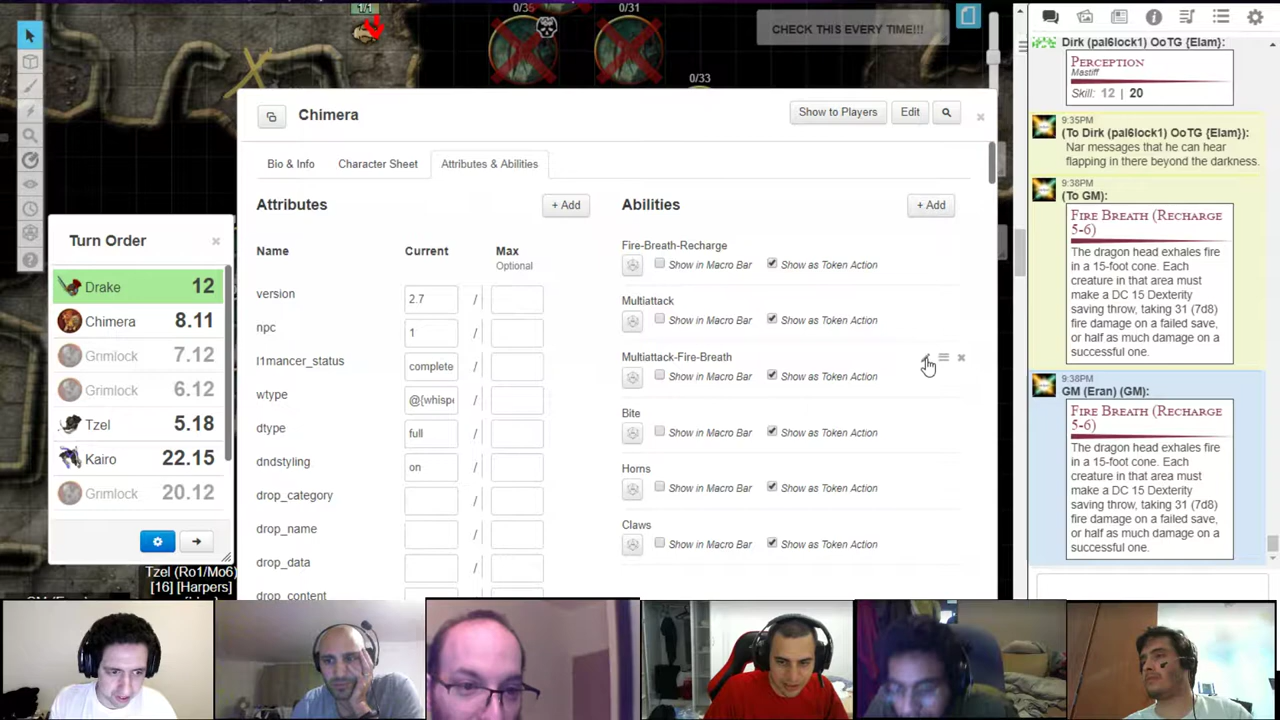 1/1
0/35
0/31
CHECK THIS EVERY TIME!!!
0/33
Chimera
Show to Players
Edit
Bio & Info
Character Sheet
Attributes & Abilities
Attributes
+ Add
Abilities
+ Add
Name
Current
Max
Optional
version
2.7
/
npc
1
/
l1mancer_status
complete
/
wtype
@{whispe
/
dtype
full
/
dndstyling
on
/
drop_category
/
drop_name
/
drop_data
/
drop_content
Fire-Breath-Recharge
Show in Macro Bar
Show as Token Action
Multiattack
Show in Macro Bar
Show as Token Action
Multiattack-Fire-Breath
Show in Macro Bar
Show as Token Action
Bite
Show in Macro Bar
Show as Token Action
Horns
Show in Macro Bar
Show as Token Action
Claws
Show in Macro Bar
Show as Token Action
Turn Order
Drake 12
Chimera 8.11
Grimlock 7.12
Grimlock 6.12
Tzel 5.18
Kairo 22.15
Grimlock 20.12
Tzel (Ro1/Mo6)
[16] [Harpers]
Dirk (pal6lock1) OoTG {Elam}:
Perception
Mastiff
Skill: 12 | 20
9:35PM
(To Dirk (pal6lock1) OoTG {Elam}):
Nar messages that he can hear
flapping in there beyond the darkness.
9:38PM
(To GM):
Fire Breath (Recharge
5-6)
The dragon head exhales fire
in a 15-foot cone. Each
creature in that area must
make a DC 15 Dexterity
saving throw, taking 31 (7d8)
fire damage on a failed save,
or half as much damage on a
successful one.
9:38PM
GM (Eran) (GM):
Fire Breath (Recharge
5-6)
The dragon head exhales fire
in a 15-foot cone. Each
creature in that area must
make a DC 15 Dexterity
saving throw, taking 31 (7d8)
fire damage on a failed save,
or half as much damage on a
successful one.